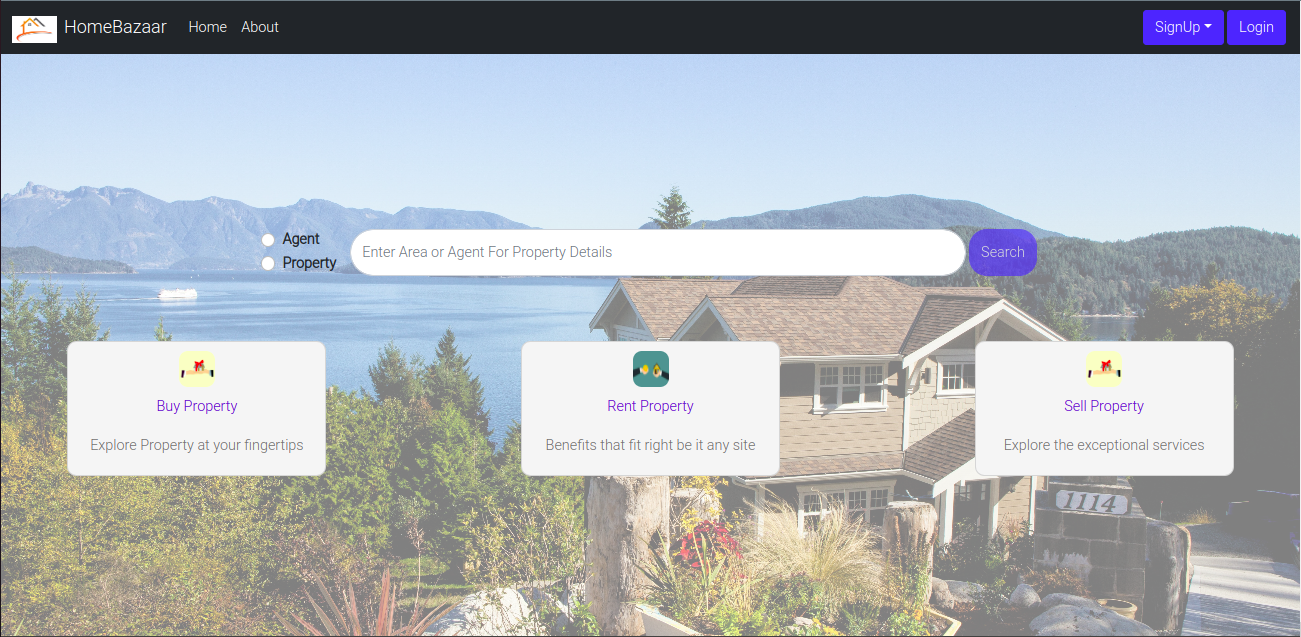 HomeBazaar Home About SignUp Login
Agent
Property
Enter Area or Agent For Property Details Search
Buy Property
Explore Property at your fingertips
Rent Property
Benefits that fit right be it any site
Sell Property
Explore the exceptional services
1114